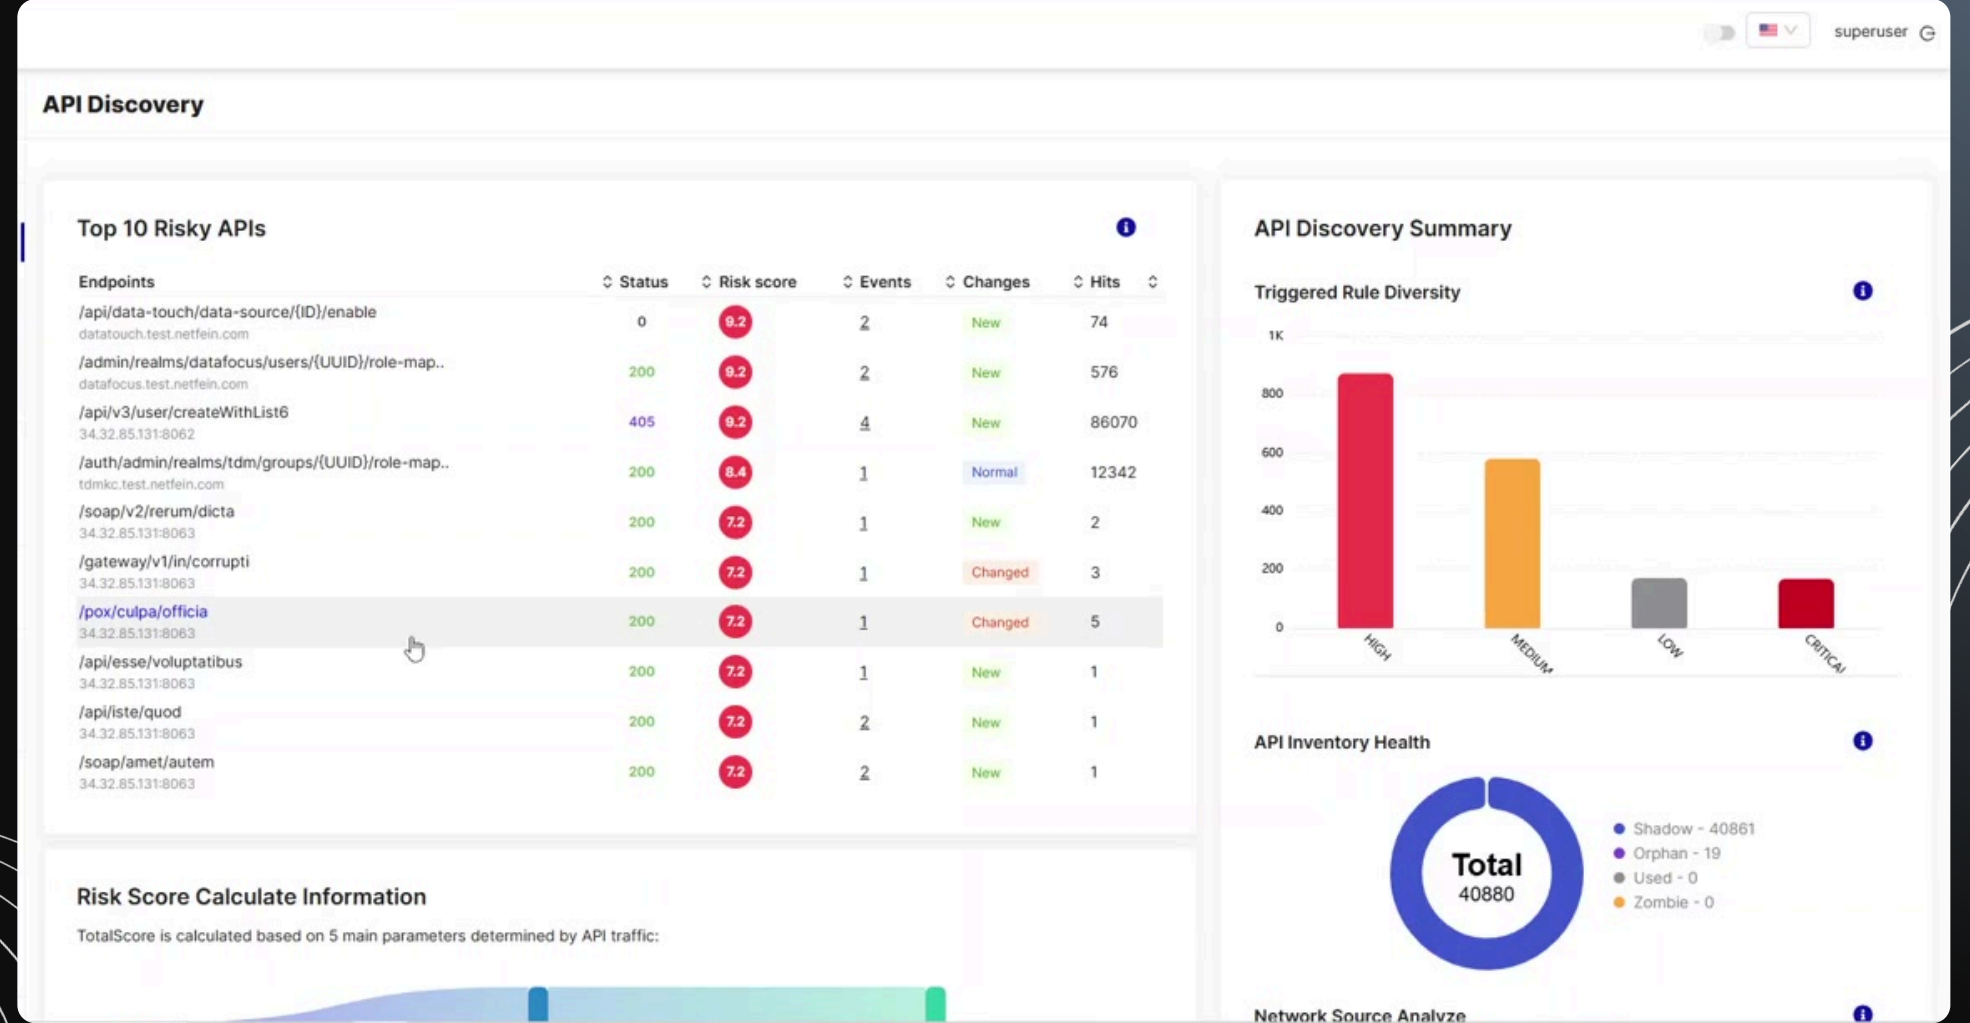 superuser
API Discovery
Top 10 Risky APIs
Endpoints Status Risk score Events Changes Hits
/api/data-touch/data-source/{ID}/enable
datatouch.test.netfein.com
0 9.2 2 New 74
/admin/realms/datafocus/users/{UUID}/role-map..
datafocus.test.netfein.com
200 9.2 2 New 576
/api/v3/user/createWithList6
34.32.85.131:8062
405 9.2 4 New 86070
/auth/admin/realms/tdm/groups/{UUID}/role-map..
tdmkc.test.netfein.com
200 8.4 1 Normal 12342
/soap/v2/rerum/dicta
34.32.85.131:8063
200 7.2 1 New 2
/gateway/v1/in/corrupti
34.32.85.131:8063
200 7.2 1 Changed 3
/pox/culpa/officia
34.32.85.131:8063
200 7.2 1 Changed 5
/api/esse/voluptatibus
34.32.85.131:8063
200 7.2 1 New 1
/api/iste/quod
34.32.85.131:8063
200 7.2 2 New 1
/soap/amet/autem
34.32.85.131:8063
200 7.2 2 New 1
Risk Score Calculate Information
TotalScore is calculated based on 5 main parameters determined by API traffic:
API Discovery Summary
Triggered Rule Diversity
1K
800
600
400
200
0
HIGH MEDIUM LOW CRITICAL
API Inventory Health
Total
40880
Shadow - 40861
Orphan - 19
Used - 0
Zombie - 0
Network Source Analyze